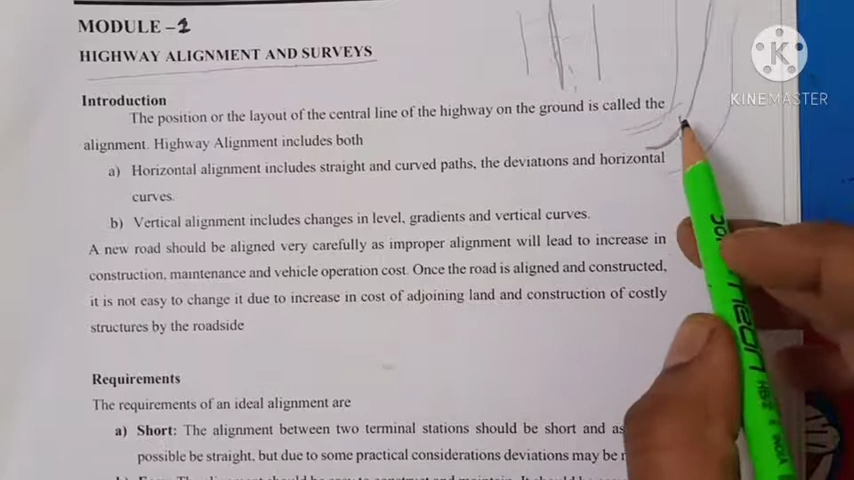 MODULE –2
HIGHWAY ALIGNMENT AND SURVEYS
K
KINEMASTER
Introduction
The position or the layout of the central line of the highway on the ground is called the
alignment. Highway Alignment includes both
a) Horizontal alignment includes straight and curved paths, the deviations and horizontal
curves.
b) Vertical alignment includes changes in level, gradients and vertical curves.
A new road should be aligned very carefully as improper alignment will lead to increase in
construction, maintenance and vehicle operation cost. Once the road is aligned and constructed,
it is not easy to change it due to increase in cost of adjoining land and construction of costly
structures by the roadside
Requirements
The requirements of an ideal alignment are
a) Short: The alignment between two terminal stations should be short and as
possible be straight, but due to some practical considerations deviations may be